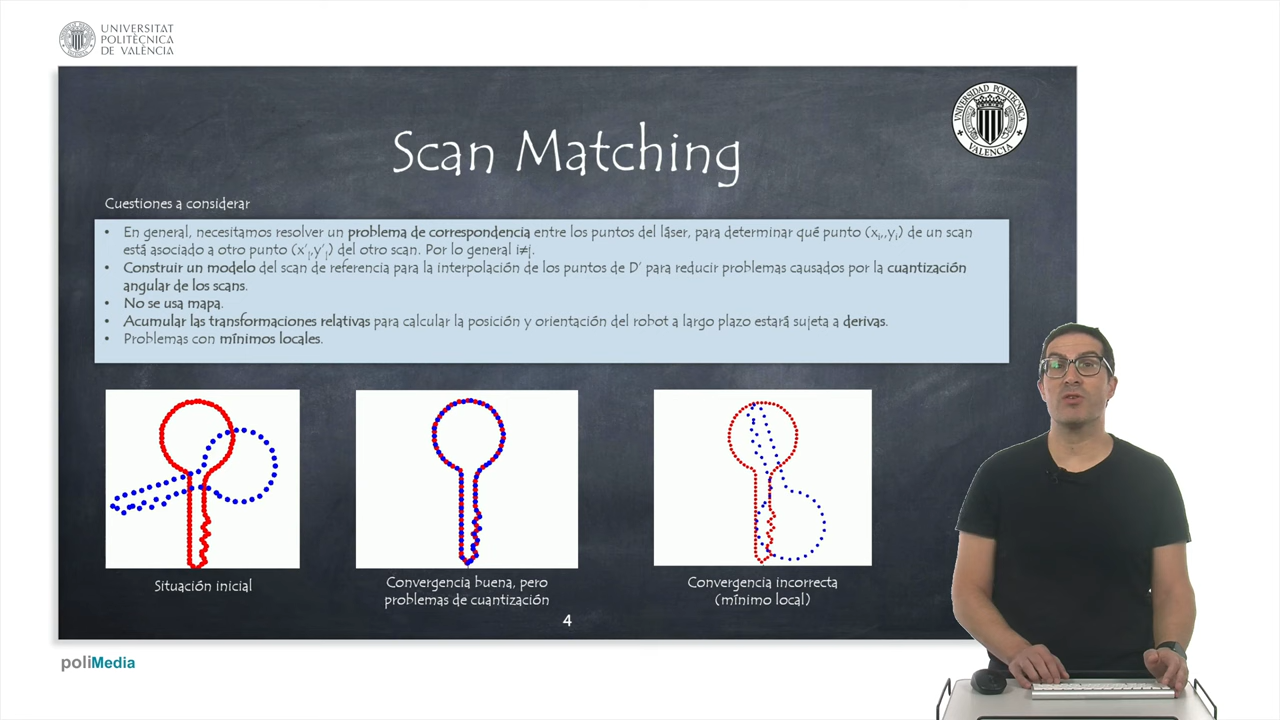 UNIVERSITAT
POLITÈCNICA
DE VALÈNCIA
UNIVERSIDAD POLITECNICA
VALENCIA
Scan Matching
Cuestiones a considerar
• En general, necesitamos resolver un problema de correspondencia entre los puntos del láser, para determinar qué punto (xᵢ,,yᵢ) de un scan
está asociado a otro punto (x'ⱼ,y'ⱼ) del otro scan. Por lo general i≠j.
• Construir un modelo del scan de referencia para la interpolación de los puntos de D' para reducir problemas causados por la cuantización
angular de los scans.
• No se usa mapa.
• Acumular las transformaciones relativas para calcular la posición y orientación del robot a largo plazo estará sujeta a derivas.
• Problemas con mínimos locales.
Situación inicial
Convergencia buena, pero
problemas de cuantización
Convergencia incorrecta
(mínimo local)
4
poliMedia